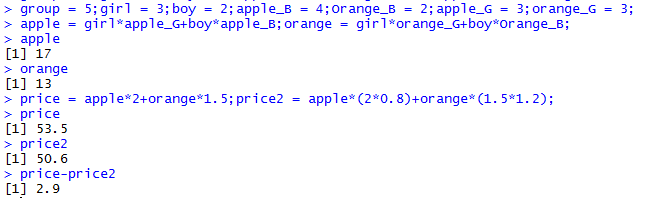 > group = 5;girl = 3;boy = 2;apple_B = 4;Orange_B = 2;apple_G = 3;orange_G = 3;
> apple = girl*apple_G+boy*apple_B;orange = girl*orange_G+boy*Orange_B;
> apple
[1] 17
> orange
[1] 13
> price = apple*2+orange*1.5;price2 = apple*(2*0.8)+orange*(1.5*1.2);
> price
[1] 53.5
> price2
[1] 50.6
> price-price2
[1] 2.9